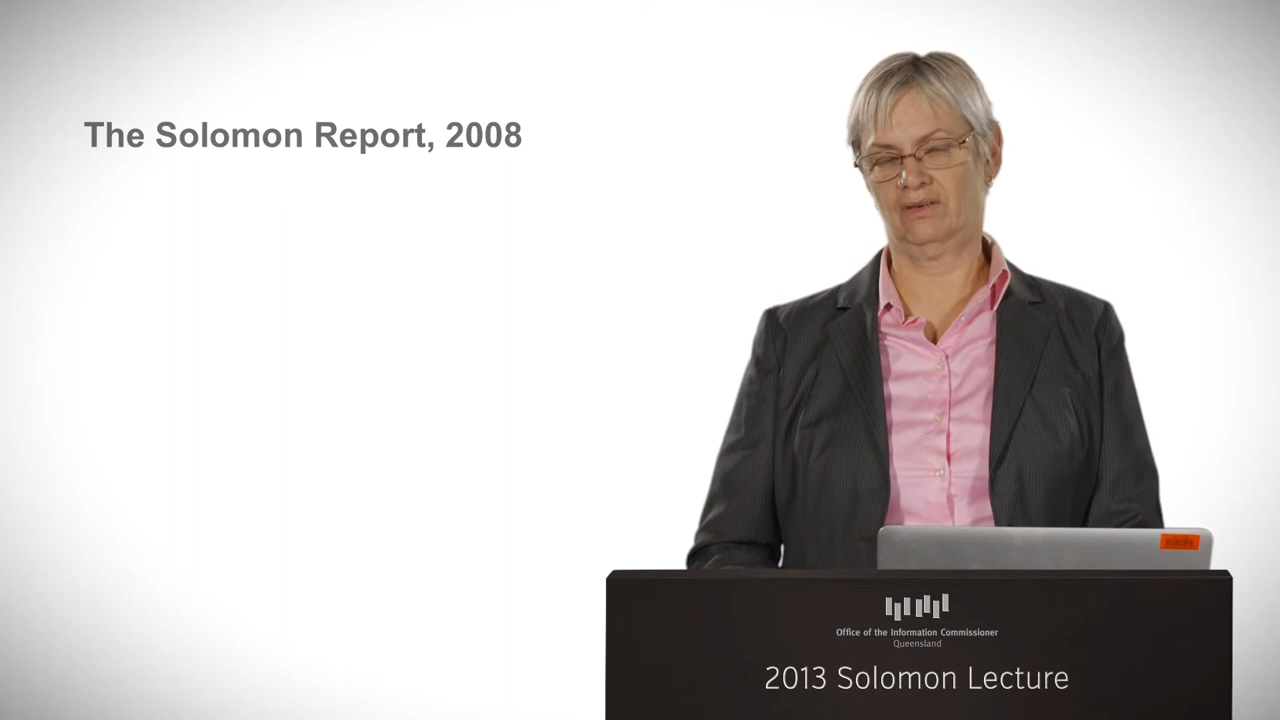 The Solomon Report, 2008
Office of the Information Commissioner
Queensland
2013 Solomon Lecture